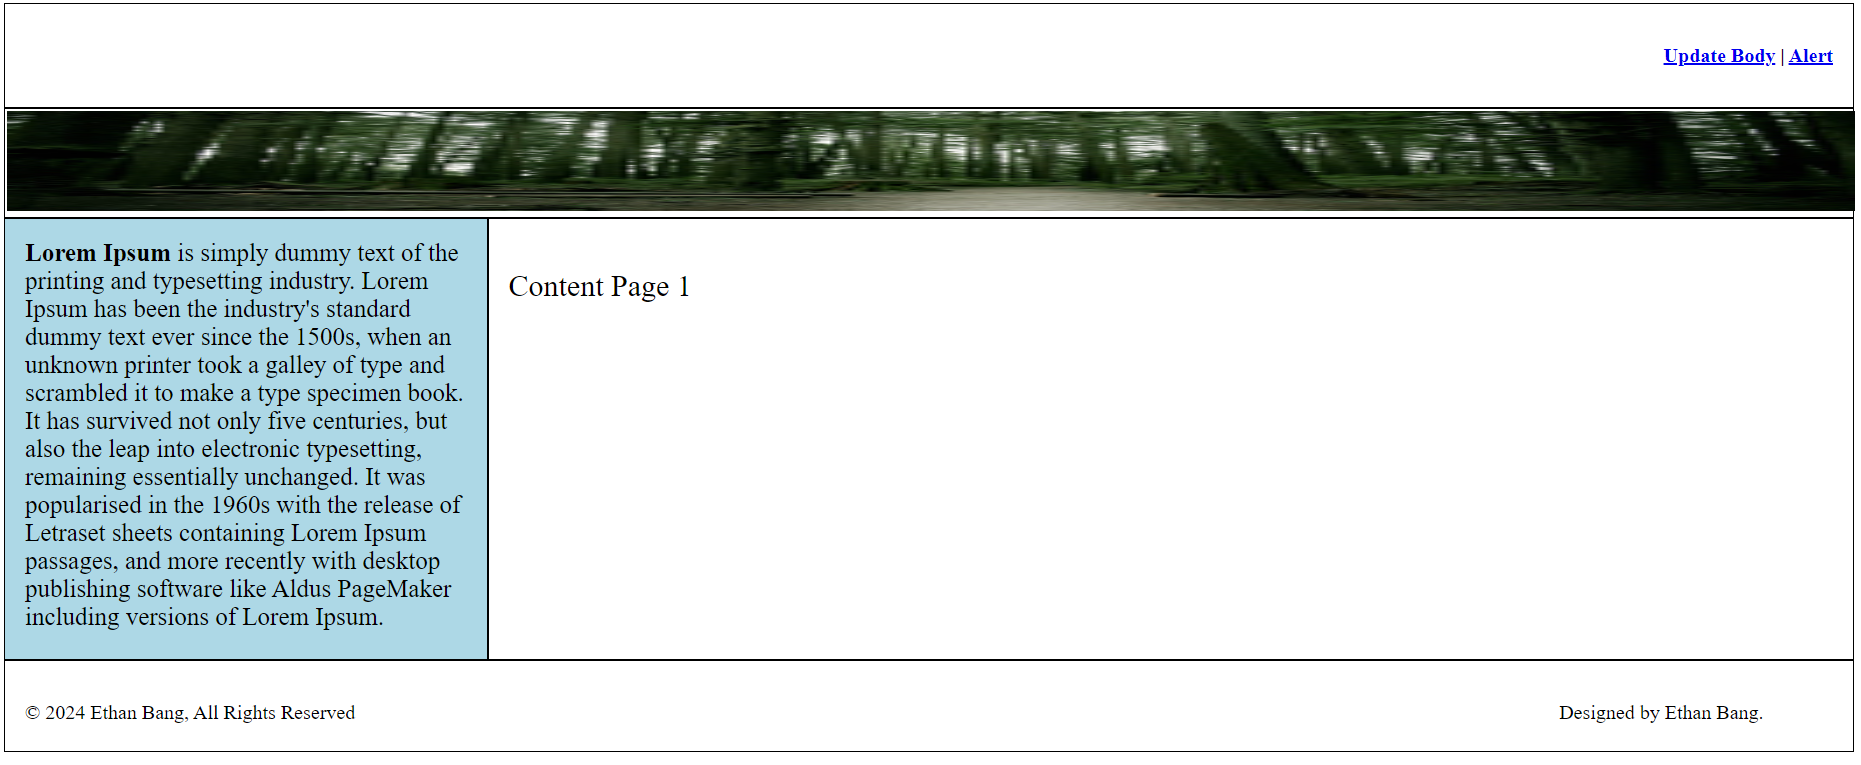 Update Body | Alert
Lorem Ipsum is simply dummy text of the
printing and typesetting industry. Lorem
Ipsum has been the industry's standard
dummy text ever since the 1500s, when an
unknown printer took a galley of type and
scrambled it to make a type specimen book.
It has survived not only five centuries, but
also the leap into electronic typesetting,
remaining essentially unchanged. It was
popularised in the 1960s with the release of
Letraset sheets containing Lorem Ipsum
passages, and more recently with desktop
publishing software like Aldus PageMaker
including versions of Lorem Ipsum.
Content Page 1
© 2024 Ethan Bang, All Rights Reserved
Designed by Ethan Bang.